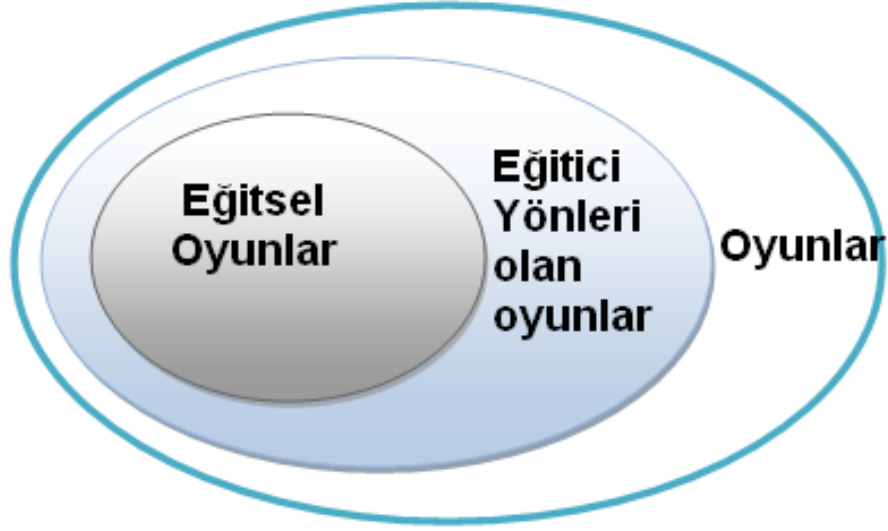 Eğitsel
Oyunlar
Eğitici
Yönleri
olan
oyunlar
Oyunlar